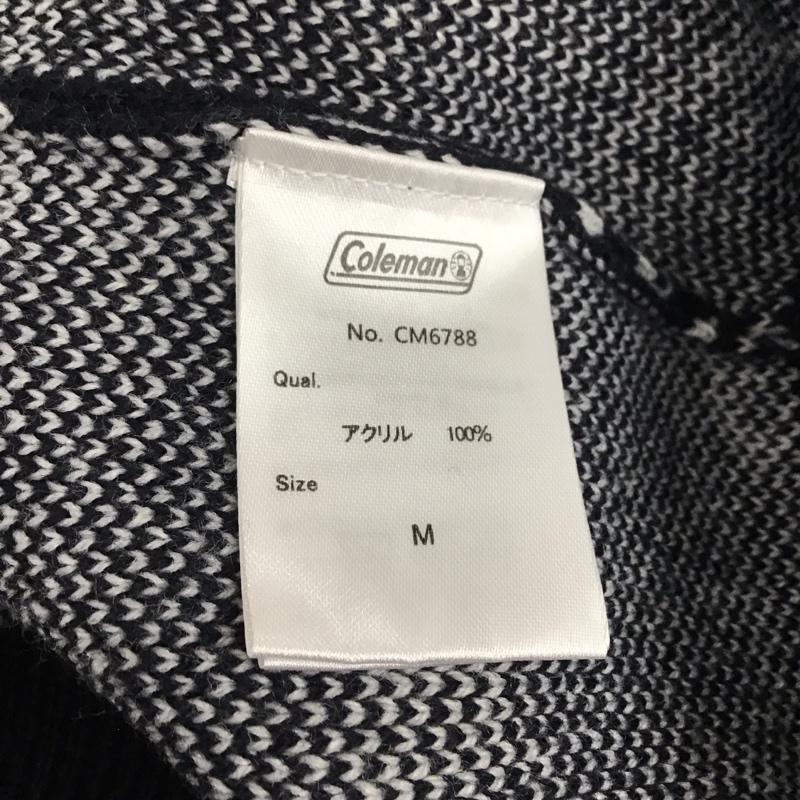 Coleman
No. CM6788
Qual.
アクリル 100%
Size
M